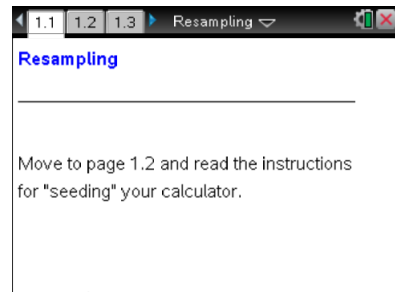 1.1 1.2 1.3 Resampling
Resampling
Move to page 1.2 and read the instructions
for "seeding" your calculator.